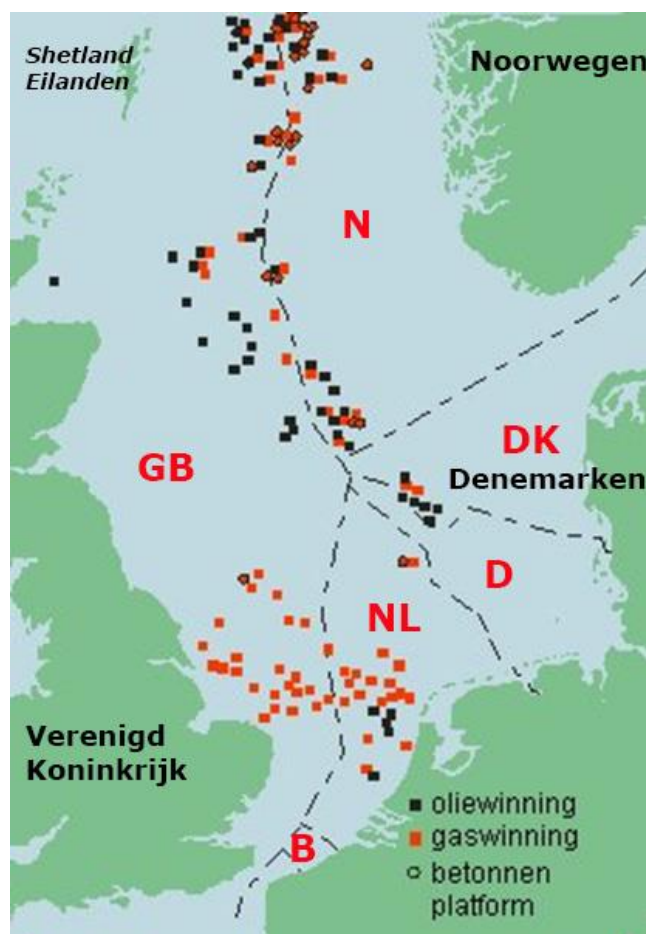 Shetland
Eilanden
Noorwegen
N
DK
GB
Denemarken
D
NL
Verenigd
Koninkrijk
oliewinning
gaswinning
B
betonnen
platform